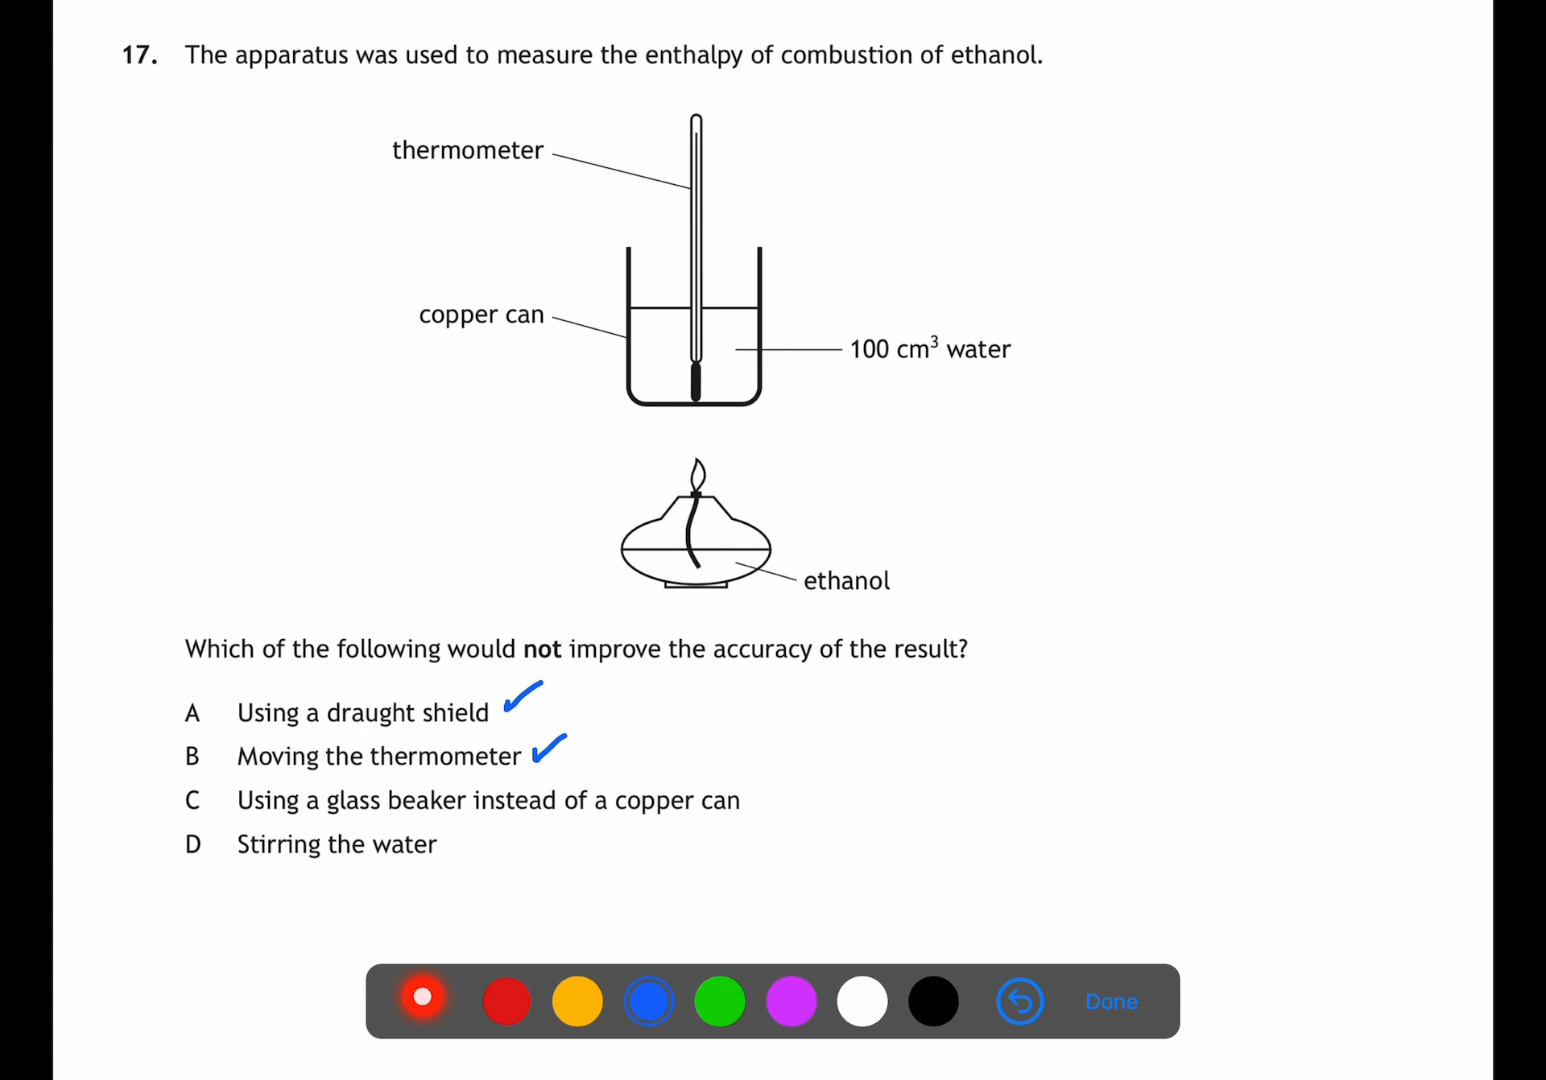 17. The apparatus was used to measure the enthalpy of combustion of ethanol.
thermometer
copper can
100 cm³ water
ethanol
Which of the following would not improve the accuracy of the result?
A Using a draught shield
B Moving the thermometer
C Using a glass beaker instead of a copper can
D Stirring the water
Done